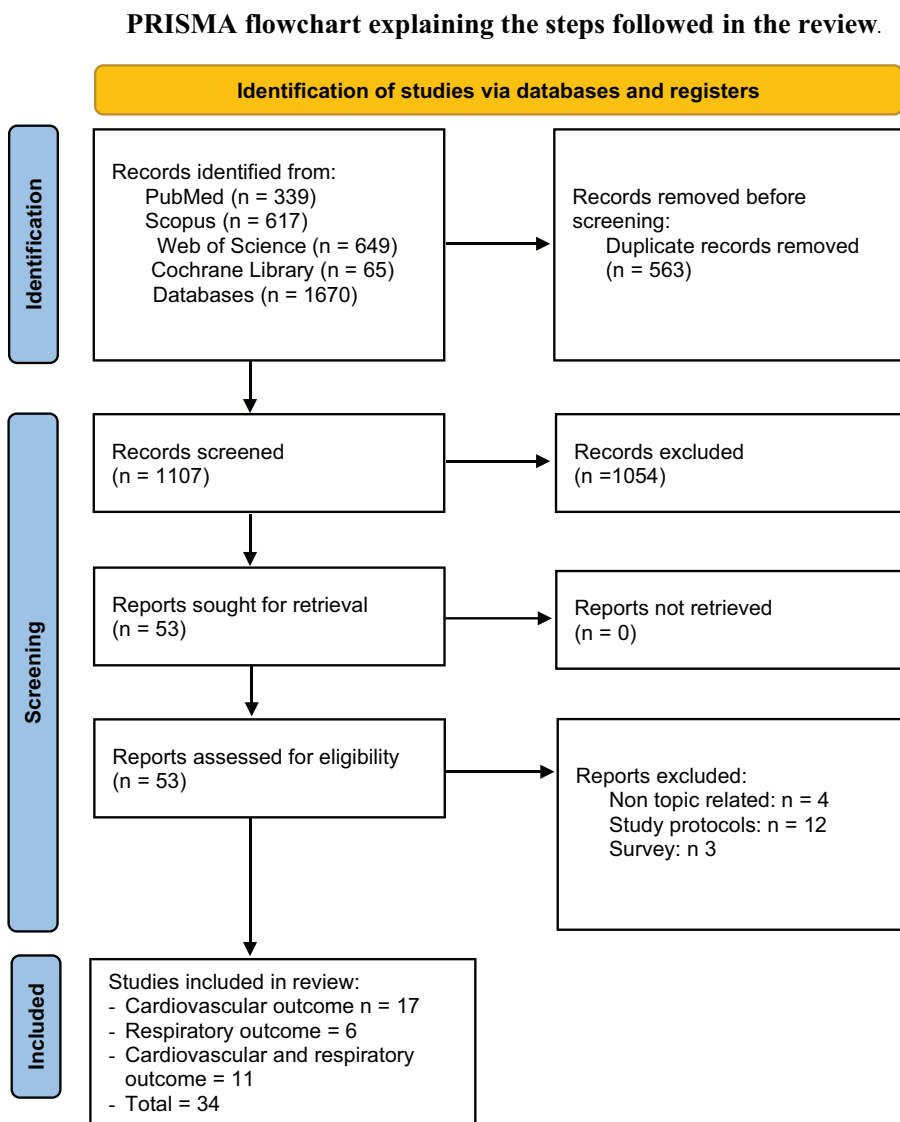 PRISMA flowchart explaining the steps followed in the review.
Identification of studies via databases and registers
Identification
Records identified from:
PubMed (n = 339)
Scopus (n = 617)
Web of Science (n = 649)
Cochrane Library (n = 65)
Databases (n = 1670)
Records removed before
screening:
Duplicate records removed
(n = 563)
Screening
Records screened
(n = 1107)
Records excluded
(n =1054)
Reports sought for retrieval
(n = 53)
Reports not retrieved
(n = 0)
Reports assessed for eligibility
(n = 53)
Reports excluded:
Non topic related: n = 4
Study protocols: n = 12
Survey: n 3
Included
Studies included in review:
- Cardiovascular outcome n = 17
- Respiratory outcome = 6
- Cardiovascular and respiratory
outcome = 11
- Total = 34